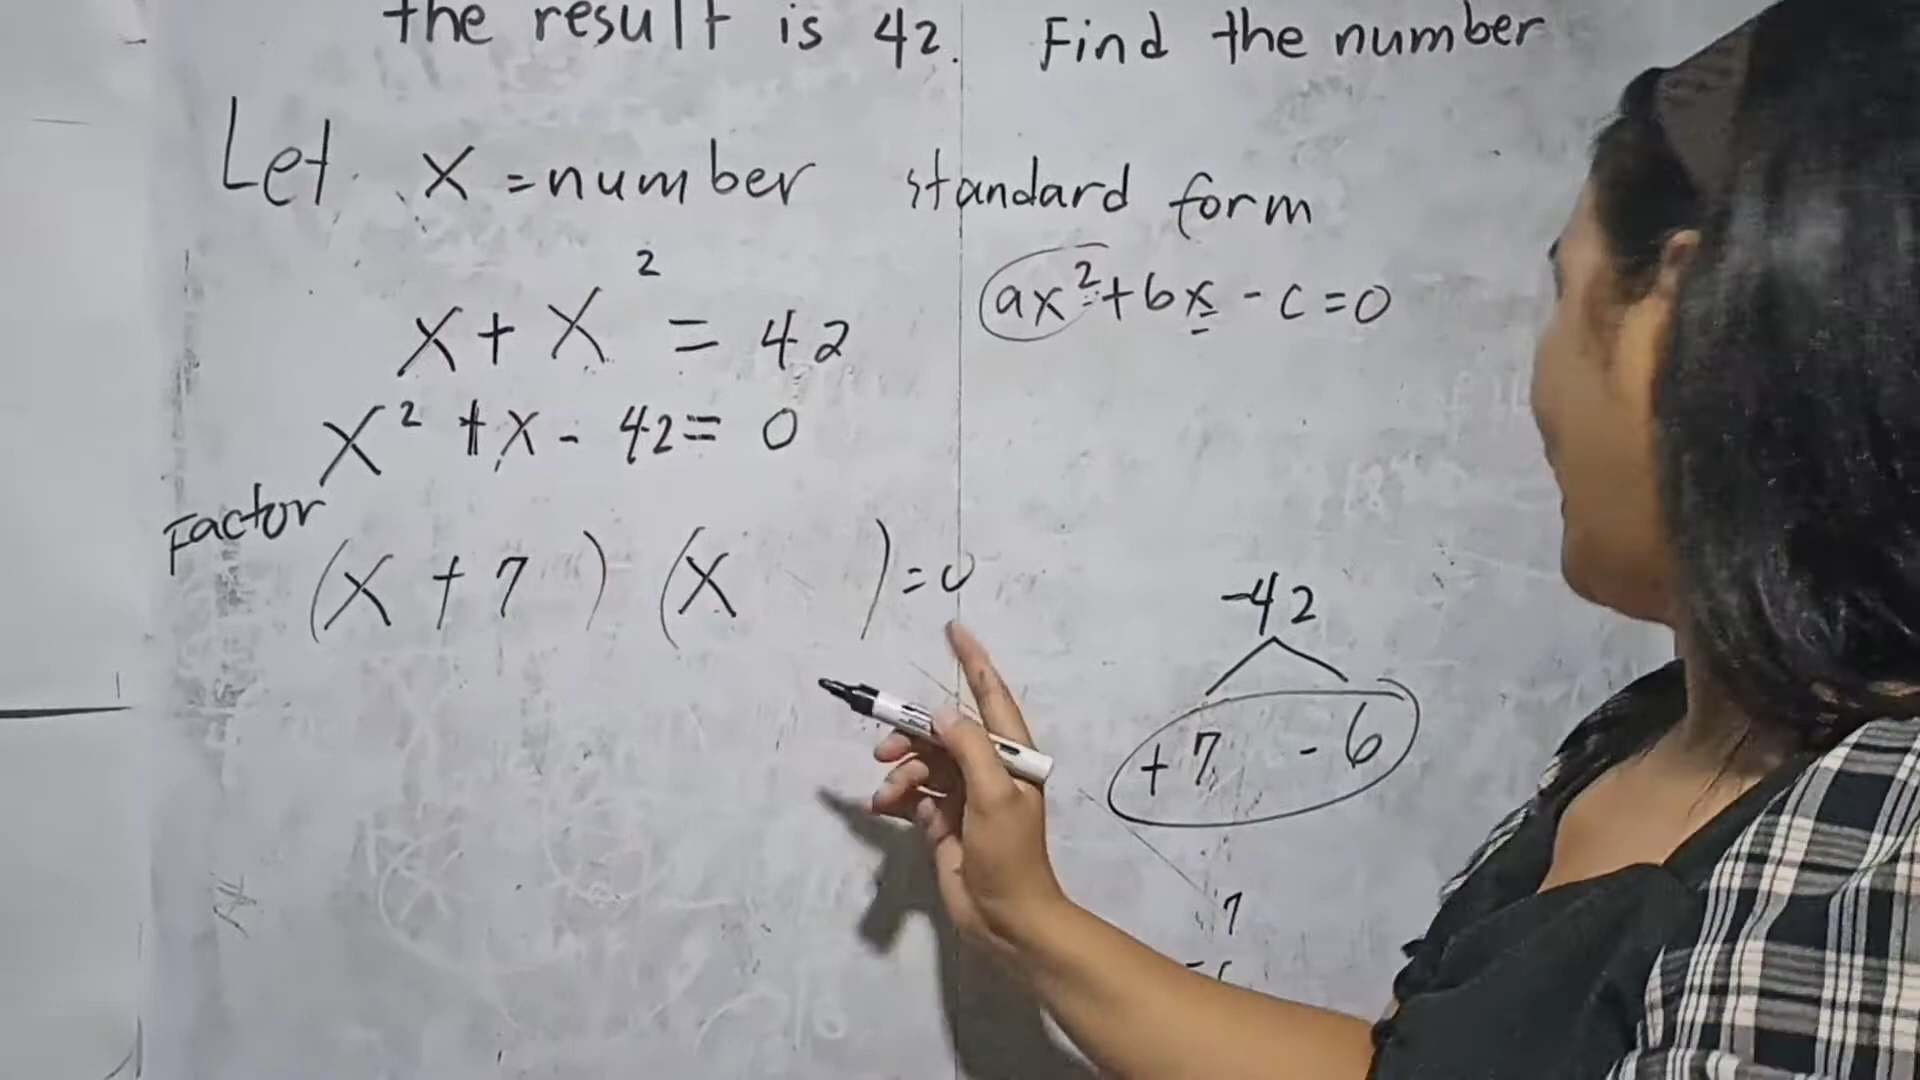 the result is 42. Find the number
Let x = number
x + x² = 42
x² + x - 42 = 0
Factor
(x + 7) (x ) = 0
standard form
ax² + bx - c = 0
-42
+7 -6
7